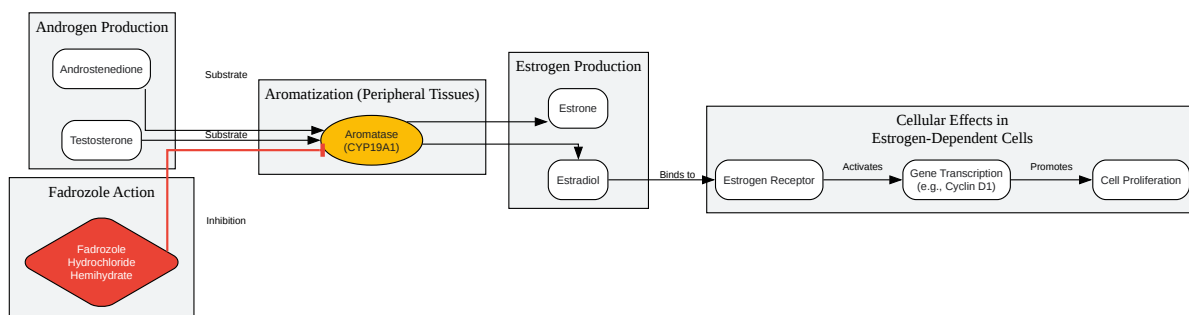 Androgen Production
Androstenedione
Testosterone
Substrate
Substrate
Fadrozole Action
Fadrozole
Hydrochloride
Hemihydrate
Inhibition
Aromatization (Peripheral Tissues)
Aromatase
(CYP19A1)
Estrogen Production
Estrone
Estradiol
Binds to
Cellular Effects in
Estrogen-Dependent Cells
Estrogen Receptor
Activates
Gene Transcription
(e.g., Cyclin D1)
Promotes
Cell Proliferation